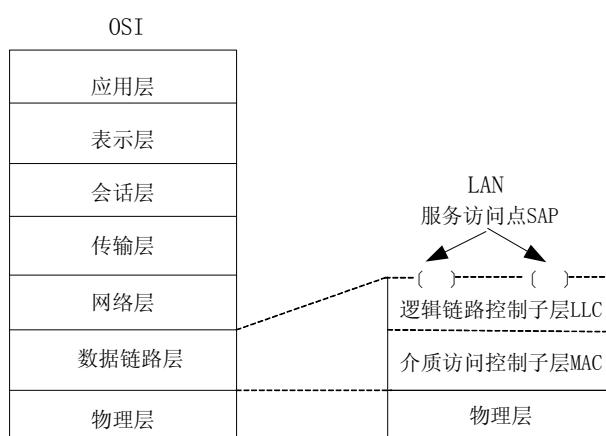 OSI
应用层
表示层
会话层
传输层
网络层
数据链路层
物理层
LAN
服务访问点SAP
逻辑链路控制子层LLC
介质访问控制子层MAC
物理层